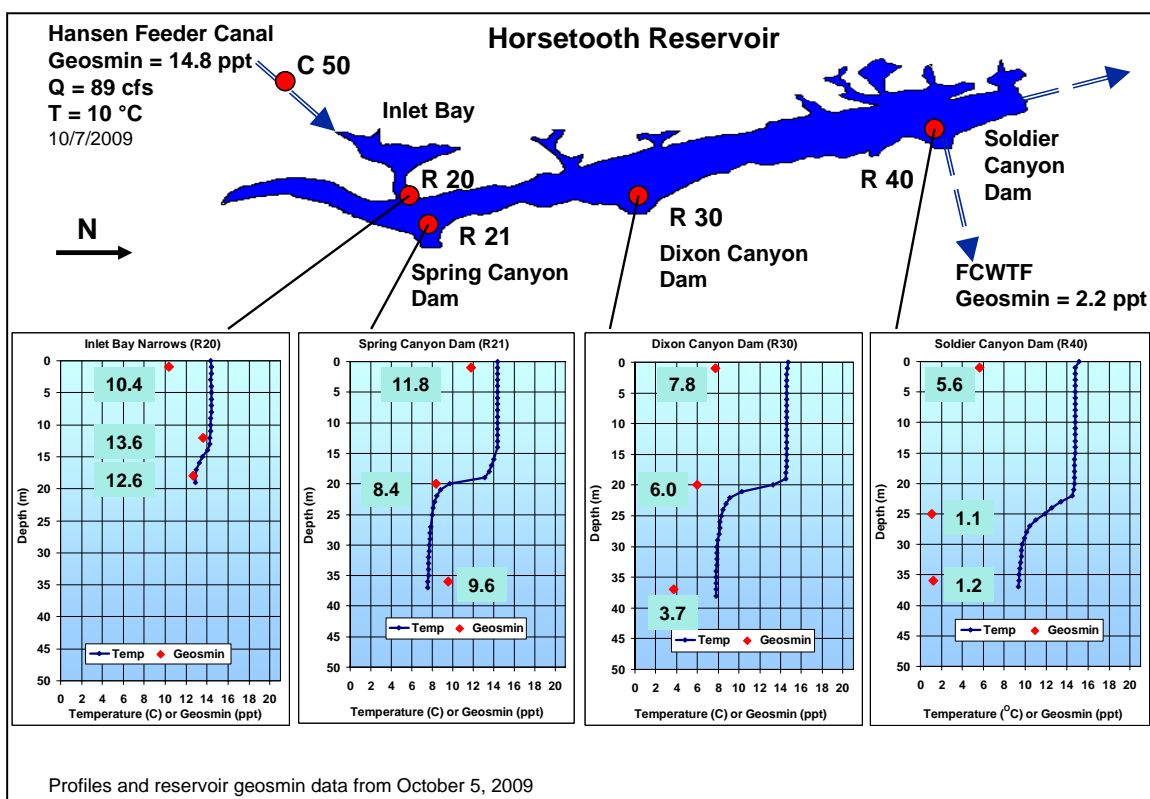 Horsetooth Reservoir
Hansen Feeder Canal
Geosmin = 14.8 ppt
Q = 89 cfs
T = 10 °C
10/7/2009
C 50
Inlet Bay
R 20
R 21
Spring Canyon
Dam
R 30
Dixon Canyon
Dam
R 40
Soldier
Canyon
Dam
N
FCWTF
Geosmin = 2.2 ppt
Inlet Bay Narrows (R20)
0
5
10
15
20
25
30
35
40
45
50
Depth (m)
10.4
13.6
12.6
Temp Geosmin
0 2 4 6 8 10 12 14 16 18 20
Temperature (C) or Geosmin (ppt)
Spring Canyon Dam (R21)
0
5
10
15
20
25
30
35
40
45
50
Depth (m)
11.8
8.4
9.6
Temp Geosmin
0 2 4 6 8 10 12 14 16 18 20
Temperature (C) or Geosmin (ppt)
Dixon Canyon Dam (R30)
0
5
10
15
20
25
30
35
40
45
50
Depth (m)
7.8
6.0
3.7
Temp Geosmin
0 2 4 6 8 10 12 14 16 18 20
Temperature (C) or Geosmin (ppt)
Soldier Canyon Dam (R40)
0
5
10
15
20
25
30
35
40
45
50
Depth (m)
5.6
1.1
1.2
Temp Geosmin
0 2 4 6 8 10 12 14 16 18 20
Temperature (OC) or Geosmin (ppt)
Profiles and reservoir geosmin data from October 5, 2009